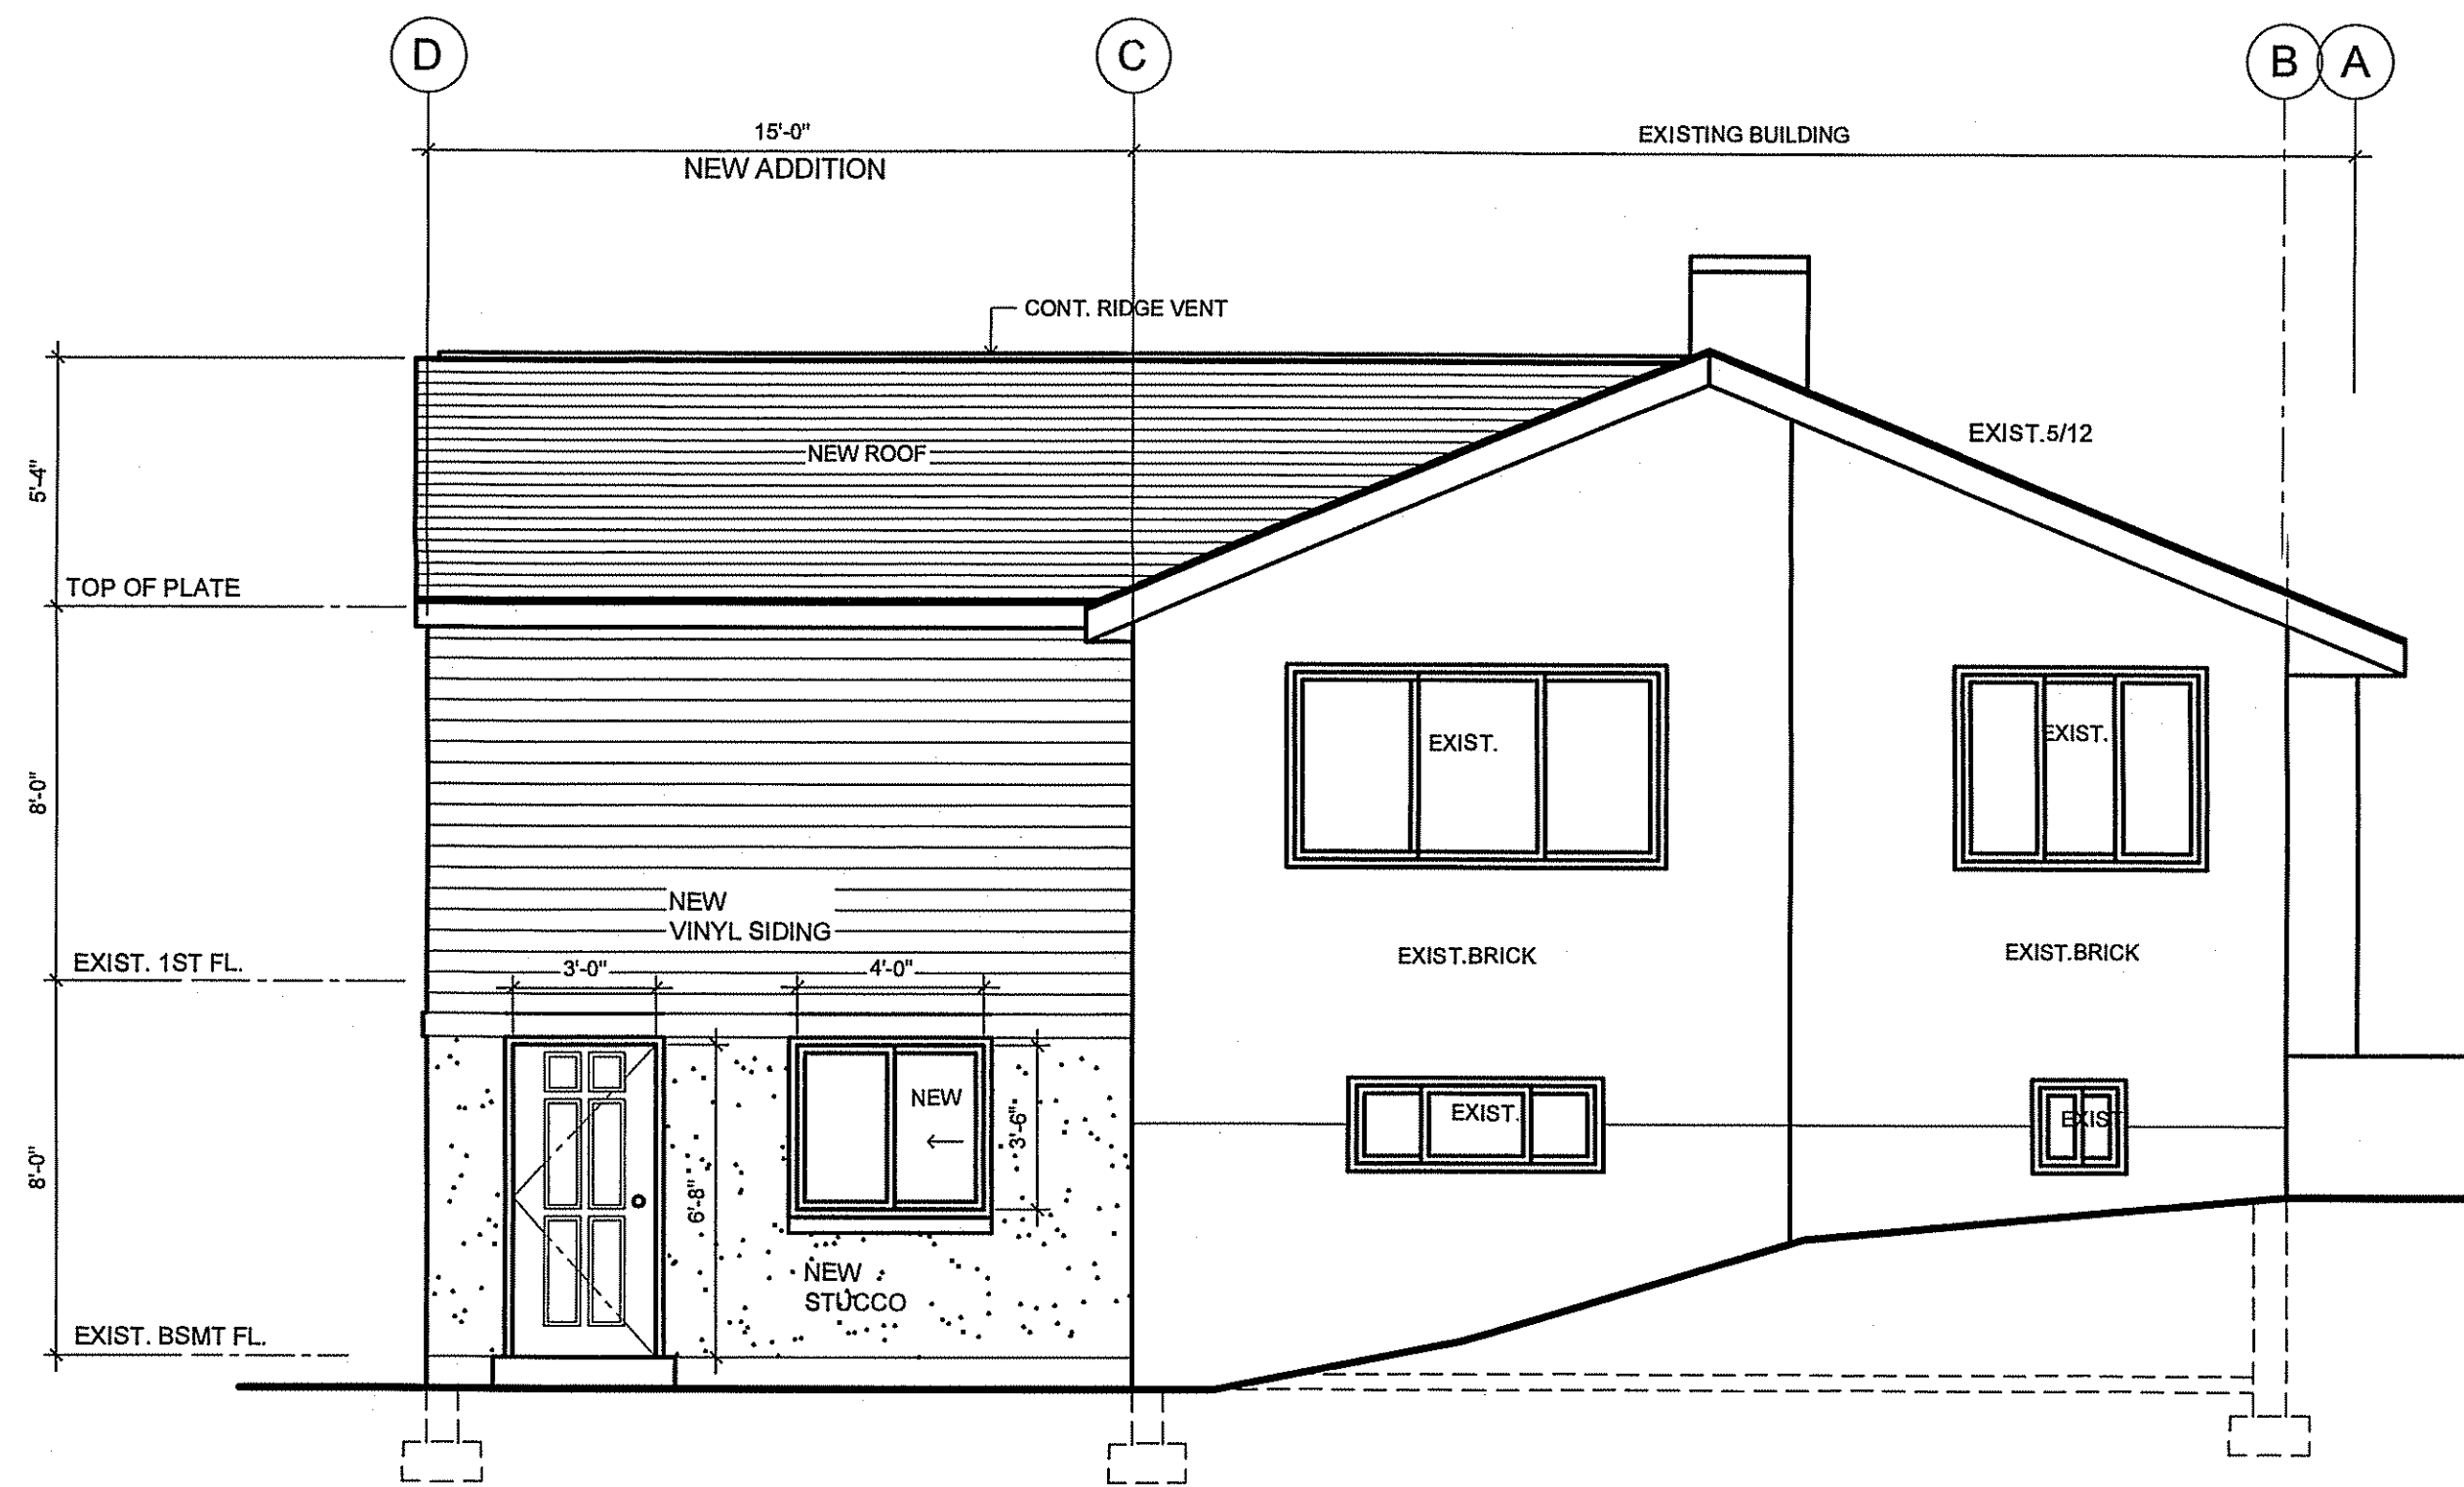 D
C
B
A
15'-0"
EXISTING BUILDING
NEW ADDITION
CONT. RIDGE VENT
EXIST.5/12
NEW ROOF
5'-4"
TOP OF PLATE
EXIST.
EXIST.
8'-0"
NEW
VINYL SIDING
EXIST.BRICK
EXIST.BRICK
EXIST. 1ST FL.
3'-0"
4'-0"
NEW
3'-6"
EXIST.
EXIST
8'-0"
6'-8"
NEW
STUCCO
EXIST. BSMT FL.